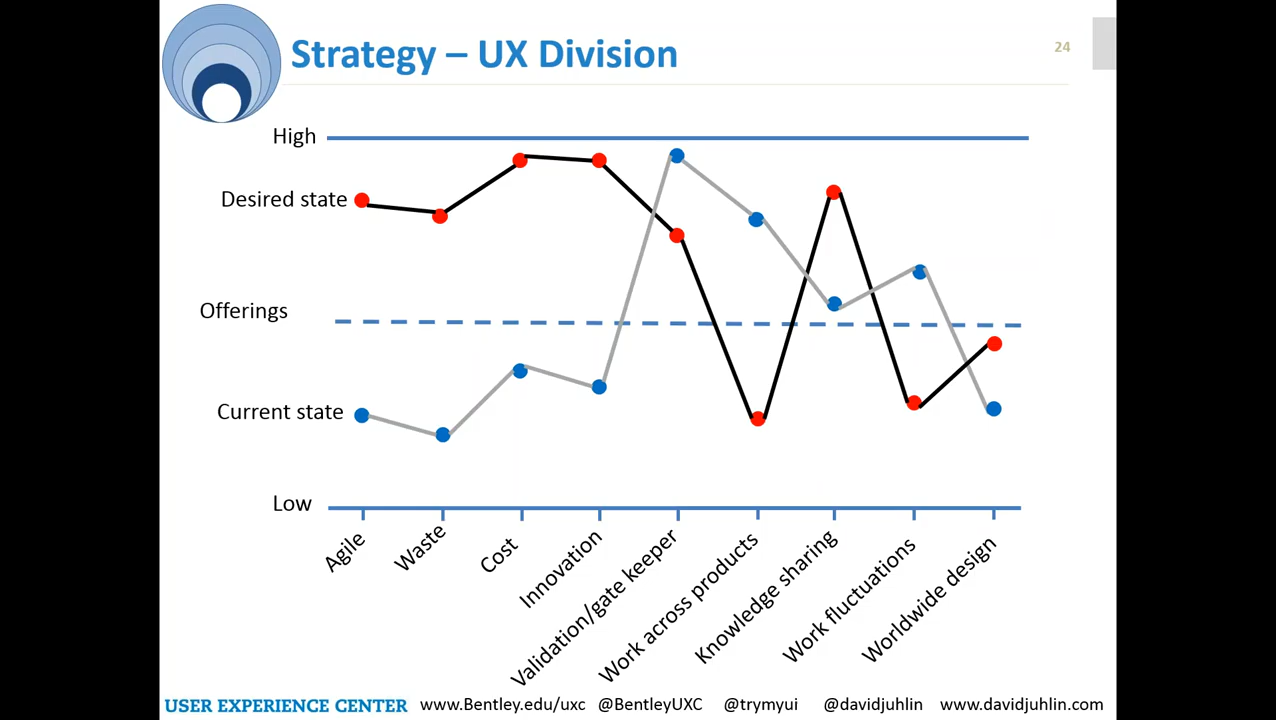 Strategy – UX Division
24
High
Desired state
Offerings
Current state
Low
Agile
Waste
Cost
Innovation
Validation/gate keeper
Work across products
Knowledge sharing
Work fluctuations
Worldwide design
USER EXPERIENCE CENTER www.Bentley.edu/uxc @BentleyUXC @trymyui @davidjuhlin www.davidjuhlin.com